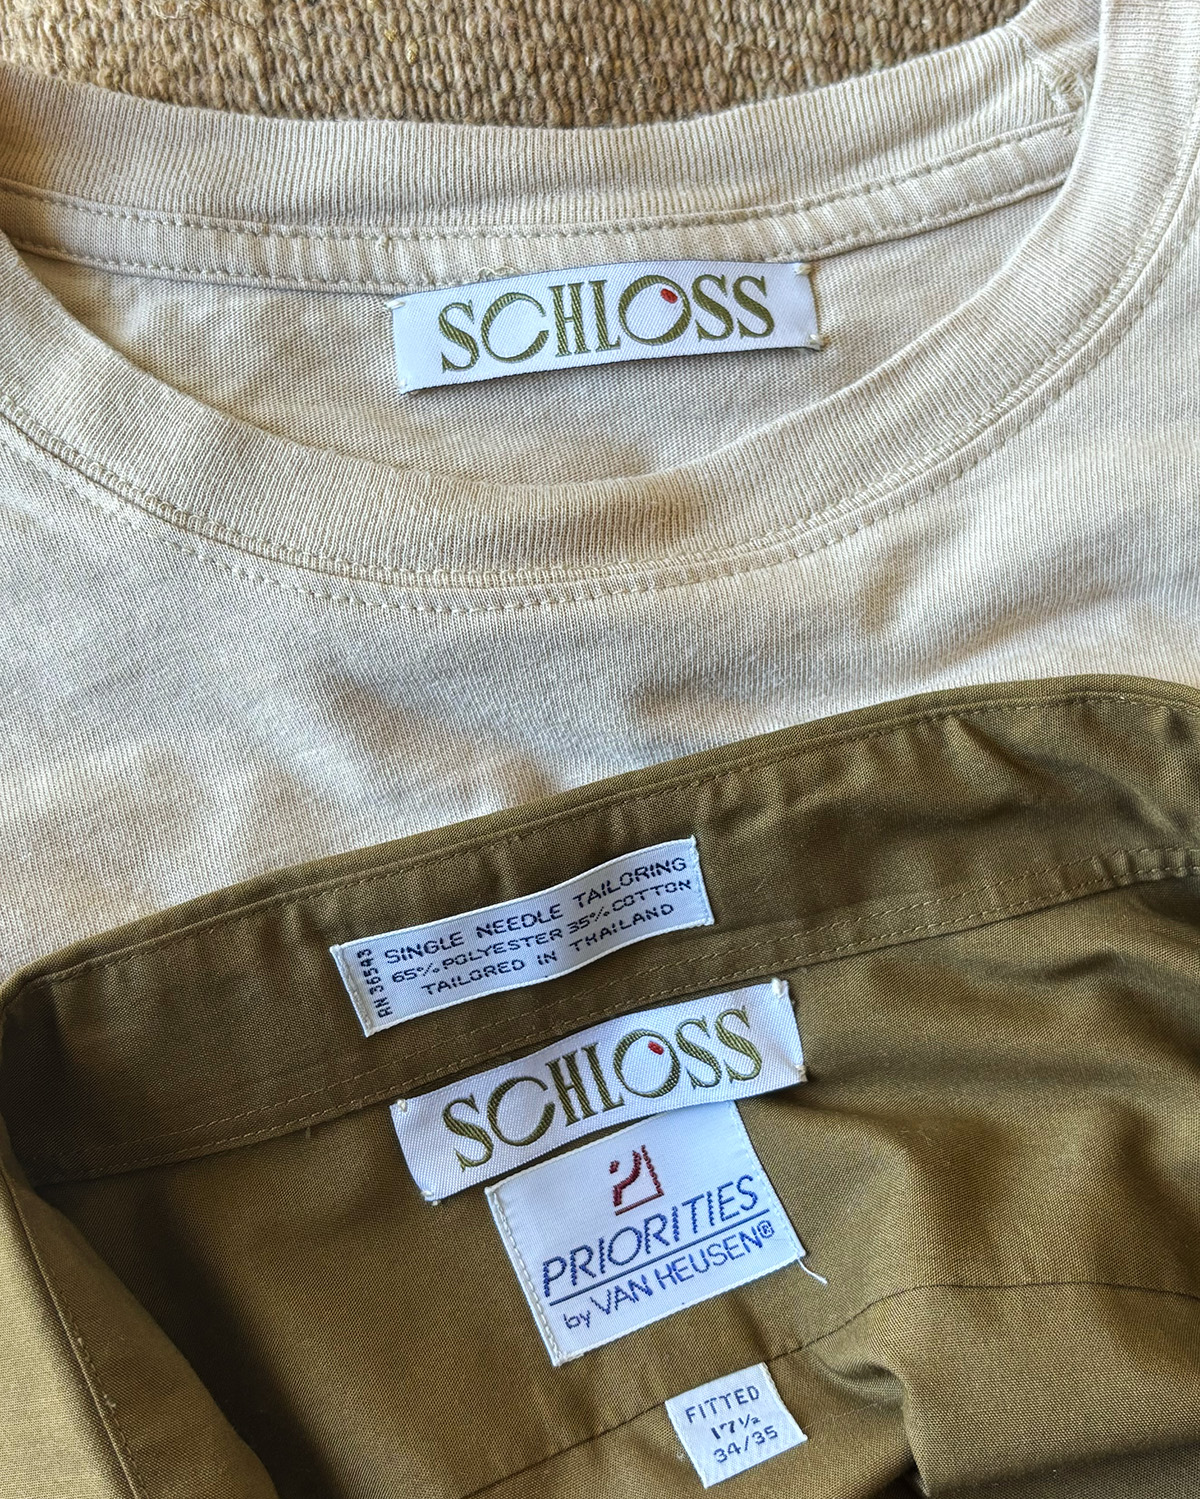 SCHLOSS
RN 36543
SINGLE NEEDLE TAILORING
65% POLYESTER 35% COTTON
TAILORED IN THAILAND
SCHLOSS
PRIORITIES
by VAN HEUSEN®
FITTED
17½
34/35